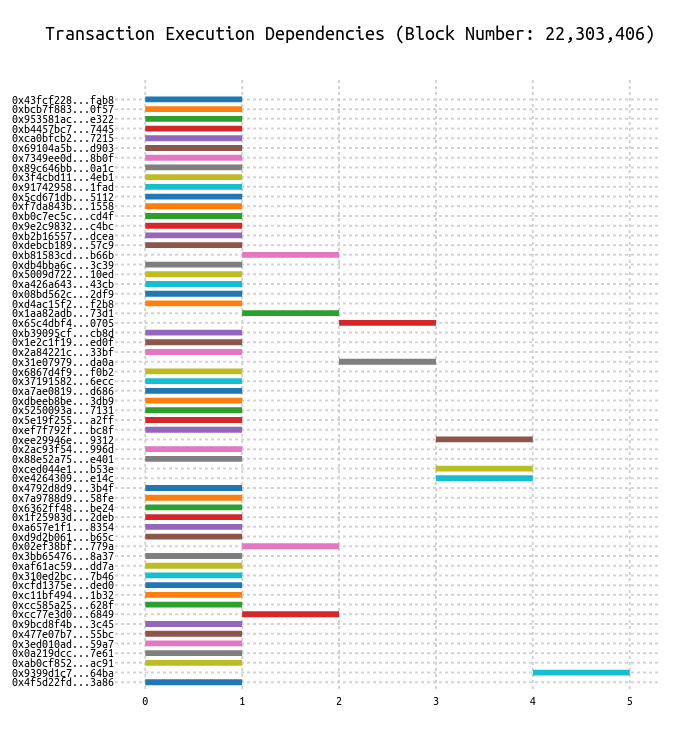 Transaction Execution Dependencies (Block Number: 22,303,406)
0x43fcf228...fab8
0xbcb7f883...0f57
0x953581ac...e322
0xb4457bc7...7445
0xca0bfcb2...7215
0x69104a5b...d903
0x7349ee0d...8b0f
0x89c646bb...0a1c
0x3f4cbd11...4eb1
0x91742958...1fad
0x5cd671db...5112
0xf7da843b...1558
0xb0c7ec5c...cd4f
0x9e2c9832...c4bc
0xb2b16557...dcea
0xdebcb189...57c9
0xb81583cd...b66b
0xdb4bba6c...3c39
0x5009d722...10ed
0xa426a643...43cb
0x08bd562c...2df9
0xd4ac15f2...f2b8
0x1aa82adb...73d1
0x65c4dbf4...0705
0xb39095cf...cb8d
0x1e2c1f19...ed0f
0x2a84221c...33bf
0x31e07979...da0a
0x6867d4f9...f0b2
0x37191582...6ecc
0xa7ae0819...d686
0xdbeeb8be...3db9
0x5250093a...7131
0x5e19f255...a2ff
0xef7f792f...bc8f
0xee29946e...9312
0x2ac93f54...996d
0x88e52a75...e401
0xced044e1...b53e
0xe4264309...e14c
0x4792d8d9...3b4f
0x7a9788d9...58fe
0x6362ff48...be24
0x1f25983d...2deb
0xa657e1f1...8354
0xd9d2b061...b65c
0x02ef38bf...779a
0x3bb65476...8a37
0xaf61ac59...dd7a
0x310ed2bc...7b46
0xcfd1375e...ded0
0xc11bf494...1b32
0xcc585a25...628f
0xcc77e3d0...6849
0x9bcd8f4b...3c45
0x477e07b7...55bc
0x3ed010ad...59a7
0x0a219dcc...7e61
0xab0cf852...ac91
0x9399d1c7...64ba
0x4f5d22fd...3a86
0 1 2 3 4 5